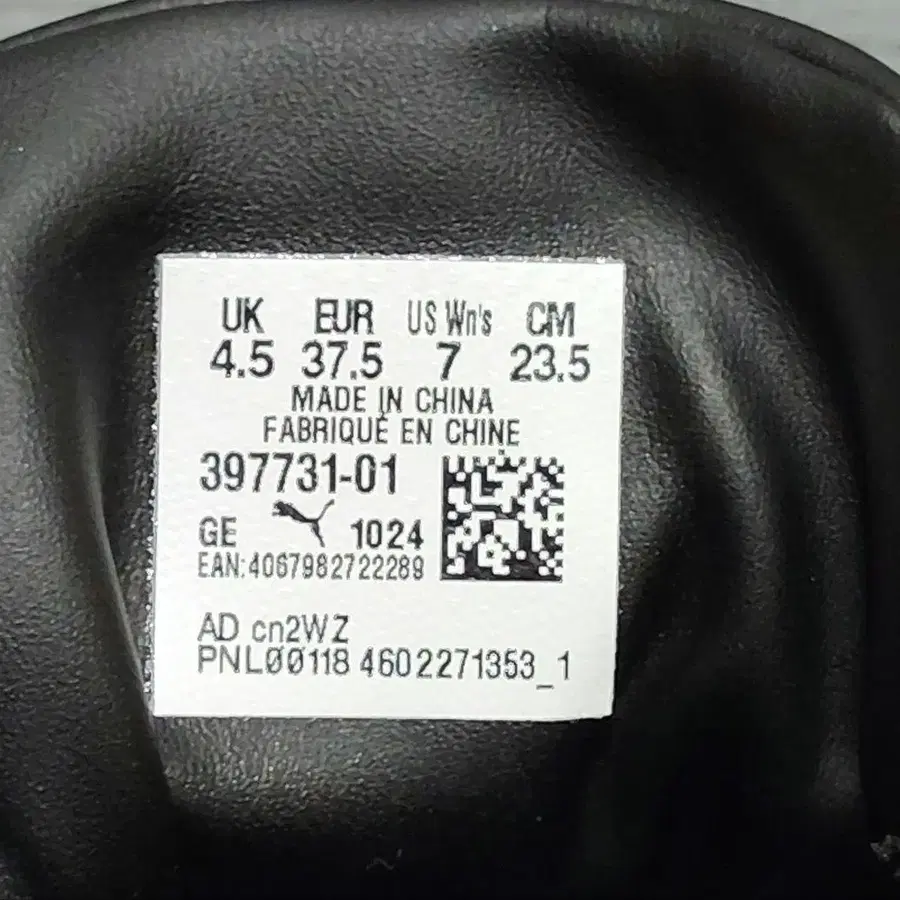 UK EUR US Wn's CM
4.5 37.5 7 23.5
MADE IN CHINA
FABRIQUÉ EN CHINE
397731-01
GE 1024
EAN:4067982722289
AD cn2WZ
PNL00118 4602271353_1